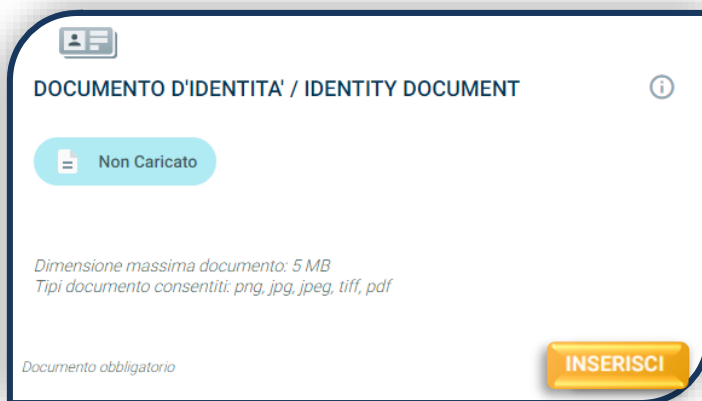 DOCUMENTO D'IDENTITA' / IDENTITY DOCUMENT
Non Caricato
Dimensione massima documento: 5 MB
Tipi documento consentiti: png, jpg, jpeg, tiff, pdf
Documento obbligatorio
INSERISCI